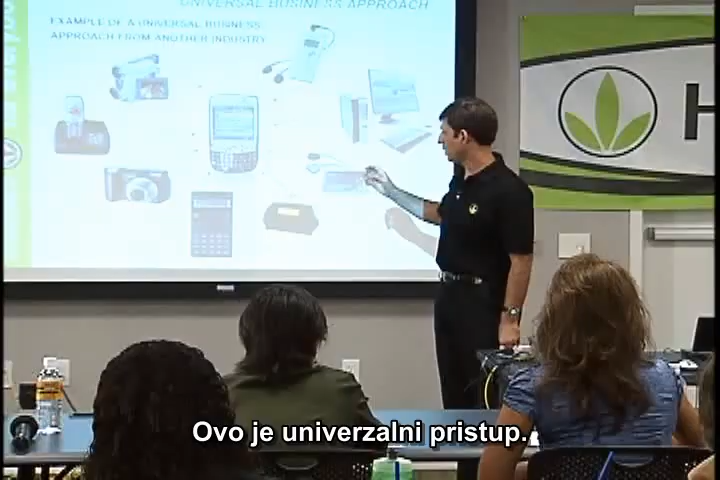 UNIVERSAL BUSINESS APPROACH
EXAMPLE OF A UNIVERSAL BUSINESS
APPROACH FROM ANOTHER INDUSTRY
H
Ovo je univerzalni pristup.